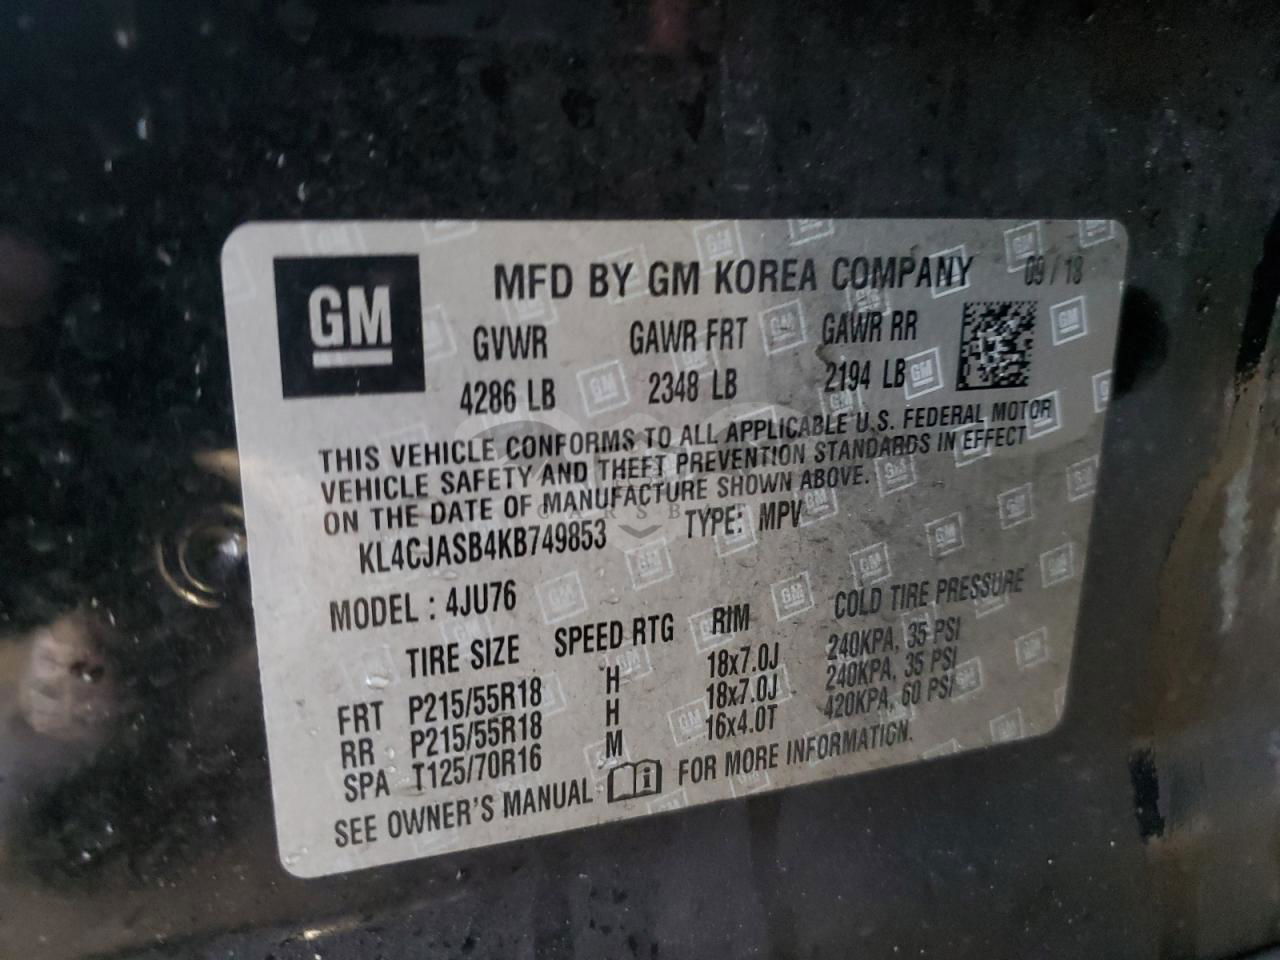 GM
MFD BY GM KOREA COMPANY 09 / 18
GVWR GAWR FRT GAWR RR
4286 LB 2348 LB 2194 LB
THIS VEHICLE CONFORMS TO ALL APPLICABLE U.S. FEDERAL MOTOR
VEHICLE SAFETY AND THEFT PREVENTION STANDARDS IN EFFECT
ON THE DATE OF MANUFACTURE SHOWN ABOVE.
KL4CJASB4KB749853 TYPE: MPV
MODEL : 4JU76
TIRE SIZE SPEED RTG RIM COLD TIRE PRESSURE
FRT P215/55R18 H 18x7.0J 240KPA, 35 PSI
RR P215/55R18 H 18x7.0J 240KPA, 35 PSI
SPA T125/70R16 M 16x4.0T 420KPA, 60 PSI
SEE OWNER'S MANUAL FOR MORE INFORMATION.